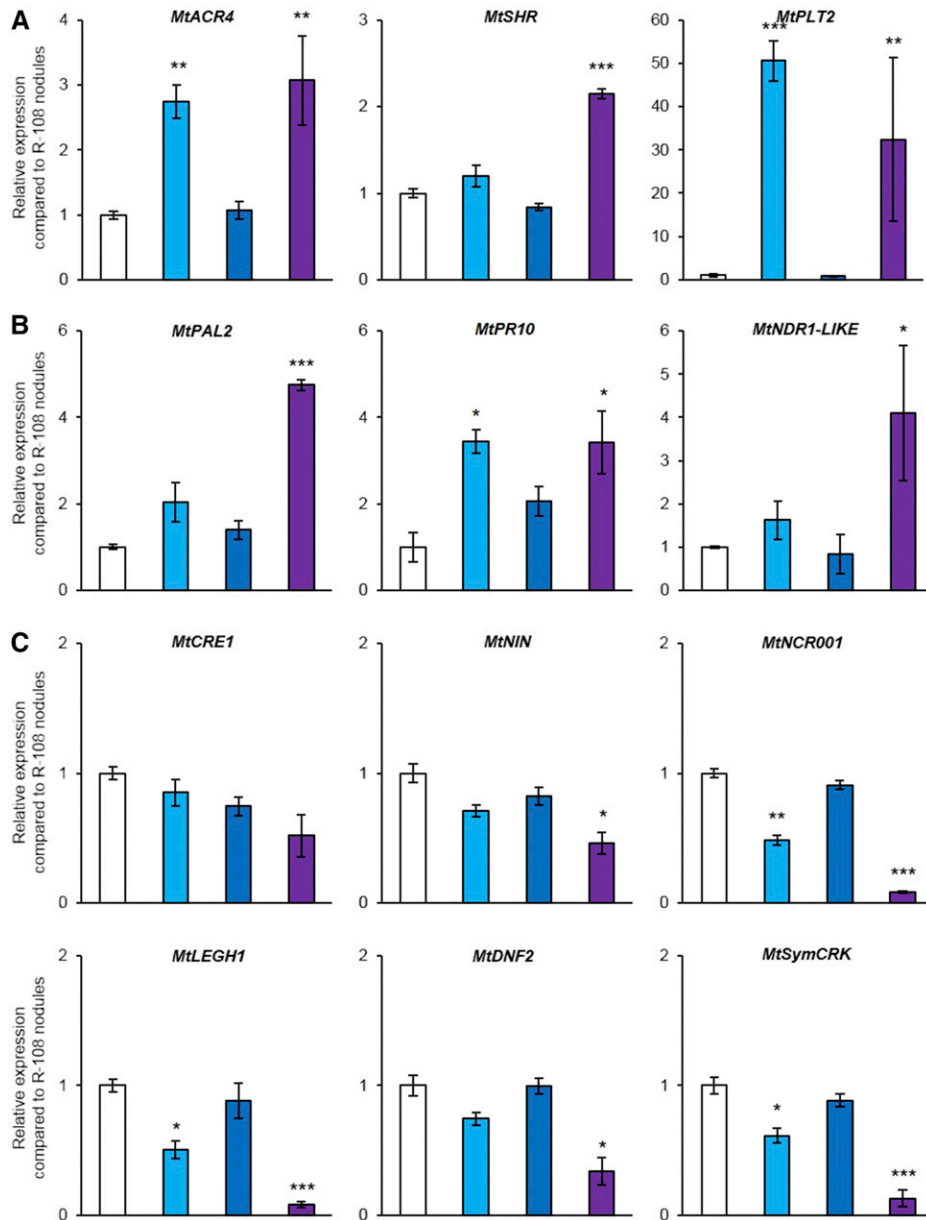 A
MtACR4
MtSHR
MtPLT2
Relative expression
compared to R-108 nodules
4
3
2
1
0
**
**
3
2
1
0
***
60
50
40
30
20
10
0
***
**
B
MtPAL2
MtPR10
MtNDR1-LIKE
Relative expression
compared to R-108 nodules
6
4
2
0
***
6
4
2
0
*
*
6
5
4
3
2
1
0
*
C
MtCRE1
MtNIN
MtNCR001
Relative expression
compared to R-108 nodules
2
1
0
2
1
0
*
2
1
0
**
***
MtLEGH1
MtDNF2
MtSymCRK
Relative expression
compared to R-108 nodules
2
1
0
*
***
2
1
0
*
2
1
0
*
***